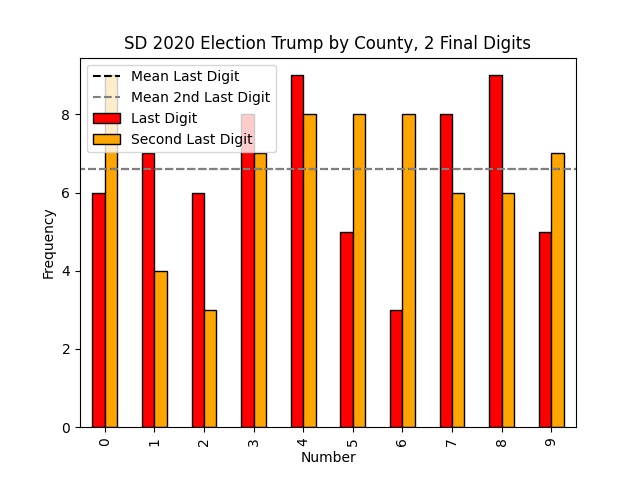 SD 2020 Election Trump by County, 2 Final Digits
Mean Last Digit
Mean 2nd Last Digit
Last Digit
Second Last Digit
8
6
4
2
0
Frequency
0 1 2 3 4 5 6 7 8 9
Number